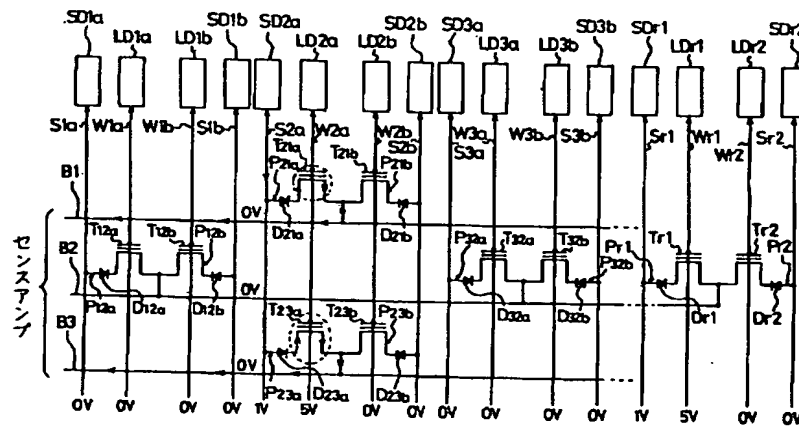 SD1a SD1b SD2a SD2b SD3a SD3b SDr1 SDr2
LD1a LD1b LD2a LD2b LD3a LD3b LDr1 LDr2
S1a W1a W1b S1b S2a W2a W2b S2b S3a W3a W3b S3b Sr1 Wr1 Wr2 Sr2
T21a T21b
P21a P21b
B1 0V
D21a D21b
T12a T12b P12b P32a T32a T32b P32b Pr1 Tr1 Tr2 Pr2
センスアンプ
B2 0V
P12a D12a D12b D32a D32b Dr1 Dr2
T23a T23b P23b
B3 0V
P23a D23a D23b
0V 0V 0V 0V 1V 5V 0V 0V 0V 0V 0V 0V 1V 5V 0V 0V